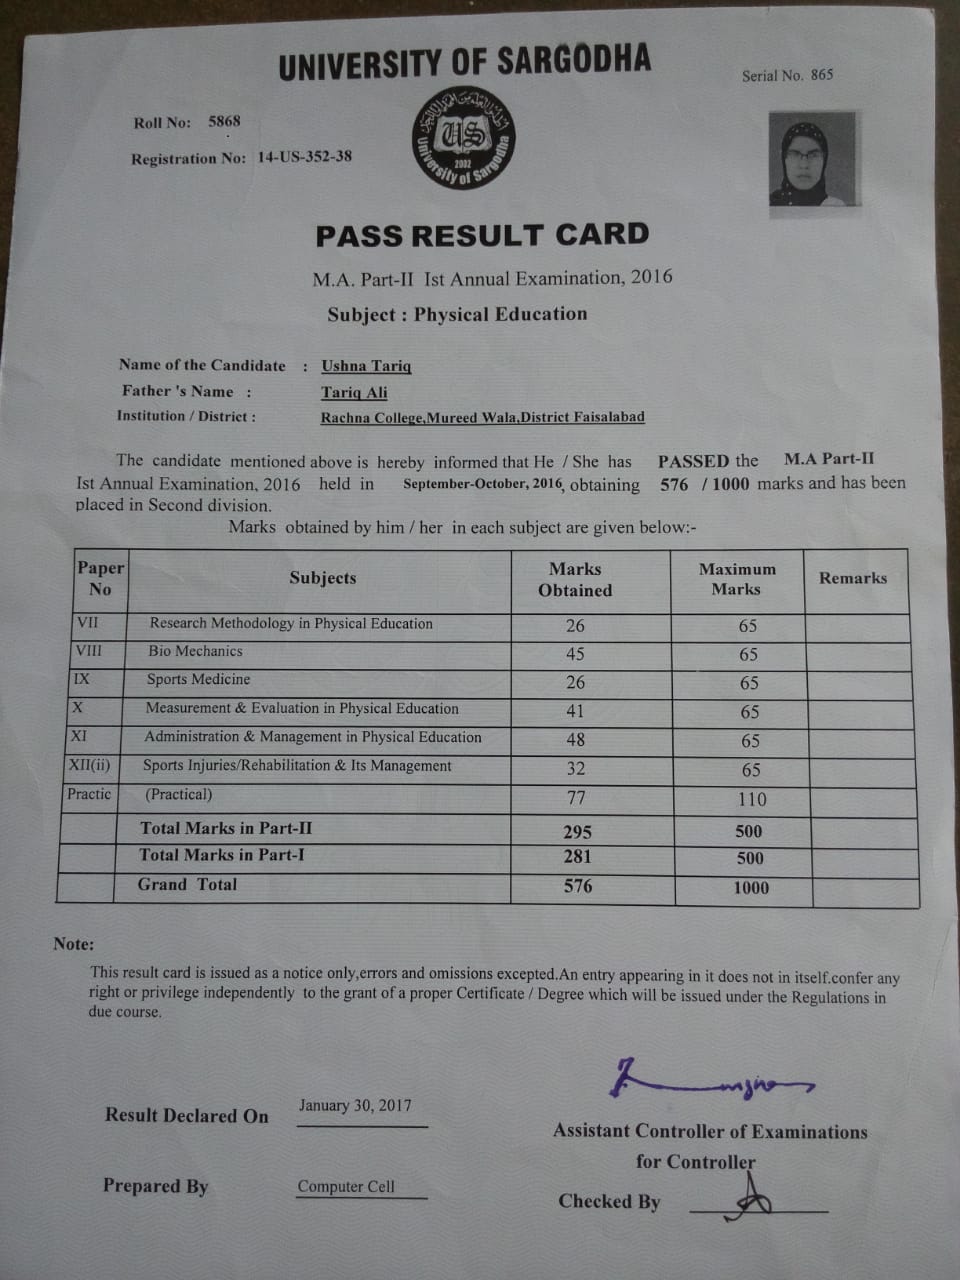 UNIVERSITY OF SARGODHA
Serial No. 865
Roll No: 5868
Registration No: 14-US-352-38
US
2002
University of Sargodha
PASS RESULT CARD
M.A. Part-II Ist Annual Examination, 2016
Subject : Physical Education
Name of the Candidate : Ushna Tariq
Father 's Name : Tariq Ali
Institution / District : Rachna College,Mureed Wala,District Faisalabad
The candidate mentioned above is hereby informed that He / She has PASSED the M.A Part-II
Ist Annual Examination, 2016 held in September-October, 2016, obtaining 576 / 1000 marks and has been
placed in Second division.
Marks obtained by him / her in each subject are given below:-
Paper No Subjects Marks Obtained Maximum Marks Remarks
VII Research Methodology in Physical Education 26 65
VIII Bio Mechanics 45 65
IX Sports Medicine 26 65
X Measurement & Evaluation in Physical Education 41 65
XI Administration & Management in Physical Education 48 65
XII(ii) Sports Injuries/Rehabilitation & Its Management 32 65
Practic (Practical) 77 110
Total Marks in Part-II 295 500
Total Marks in Part-I 281 500
Grand Total 576 1000
Note:
This result card is issued as a notice only,errors and omissions excepted.An entry appearing in it does not in itself.confer any
right or privilege independently to the grant of a proper Certificate / Degree which will be issued under the Regulations in
due course.
Result Declared On January 30, 2017
Assistant Controller of Examinations
for Controller
Prepared By Computer Cell
Checked By